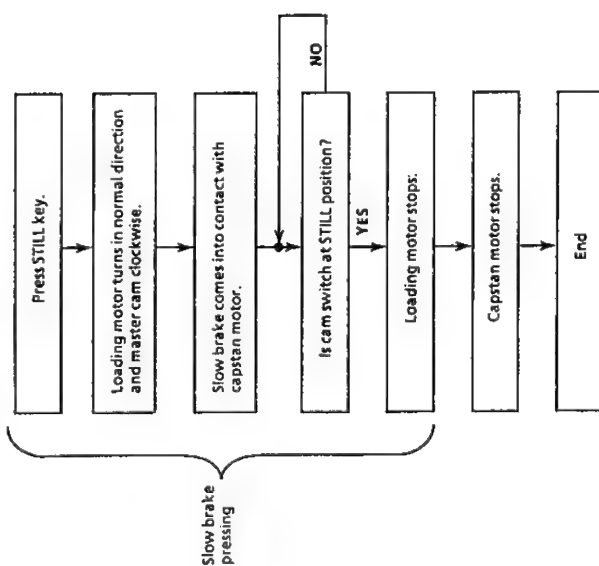 Press STILL key.
Loading motor turns in normal direction
and master cam clockwise.
Slow brake comes into contact with
capstan motor.
Is cam switch at STILL position?
NO
YES
Loading motor stops.
Capstan motor stops.
End
Slow brake
pressing